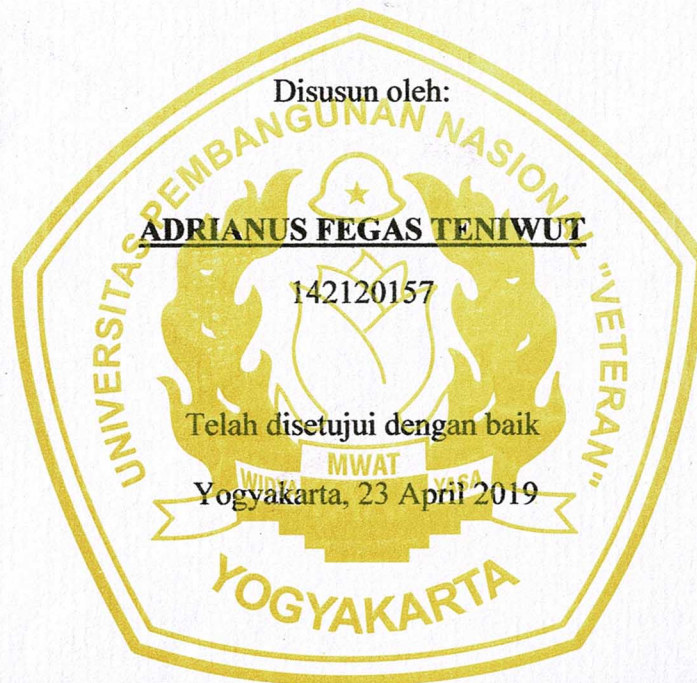 Disusun oleh:
UNIVERSITAS PEMBANGUNAN NASIONAL "VETERAN"
ADRIANUS FEGAS TENIWUT
142120157
Telah disetujui dengan baik
WIDYA MWAT YASA
Yogyakarta, 23 April 2019
YOGYAKARTA